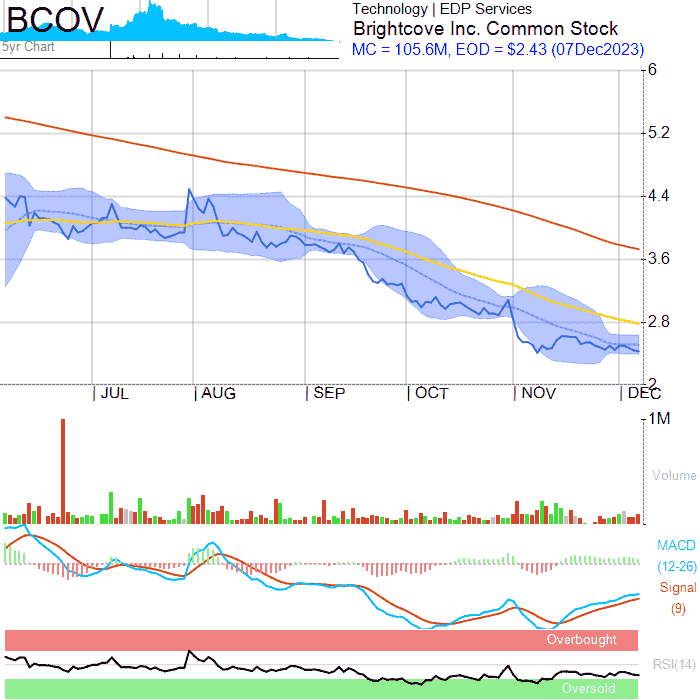 BCOV
5yr Chart
Technology | EDP Services
Brightcove Inc. Common Stock
MC = 105.6M, EOD = $2.43 (07Dec2023)
6
5.2
4.4
3.6
2.8
2
JUL AUG SEP OCT NOV DEC
1M
Volume
MACD
(12-26)
Signal
(9)
Overbought
RSI(14)
Oversold